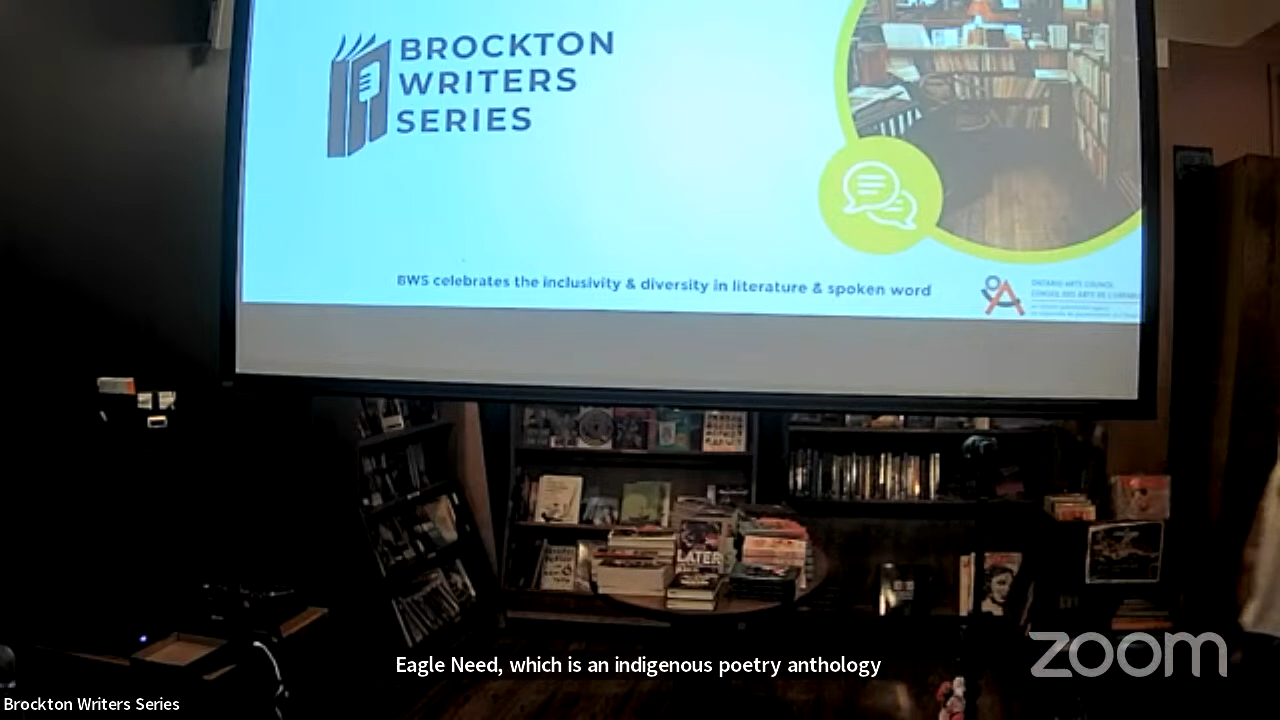 BROCKTON
WRITERS
SERIES
BWS celebrates the inclusivity & diversity in literature & spoken word
ONTARIO ARTS COUNCIL
CONSEIL DES ARTS DE L'ONTARIO
LATER
Eagle Need, which is an indigenous poetry anthology
zoom
Brockton Writers Series